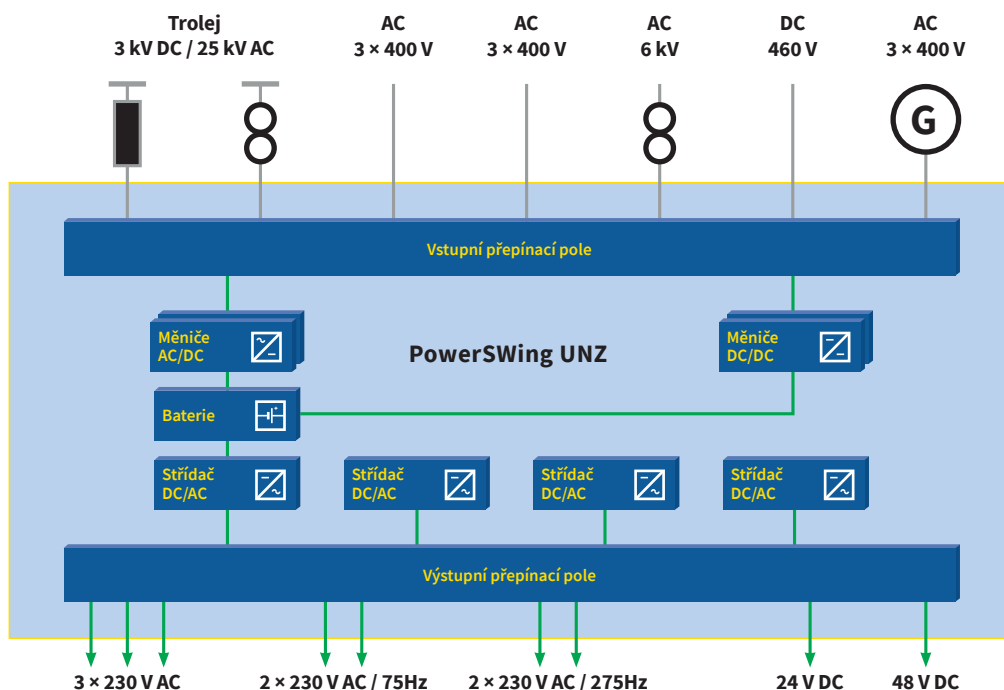 Trolej
3 kV DC / 25 kV AC
AC
3 × 400 V
AC
3 × 400 V
AC
6 kV
DC
460 V
AC
3 × 400 V
G
Vstupní přepínací pole
Měniče
AC/DC
PowerSWing UNZ
Měniče
DC/DC
Baterie
Střídač
DC/AC
Střídač
DC/AC
Střídač
DC/AC
Střídač
DC/AC
Výstupní přepínací pole
3 × 230 V AC
2 × 230 V AC / 75Hz
2 × 230 V AC / 275Hz
24 V DC
48 V DC